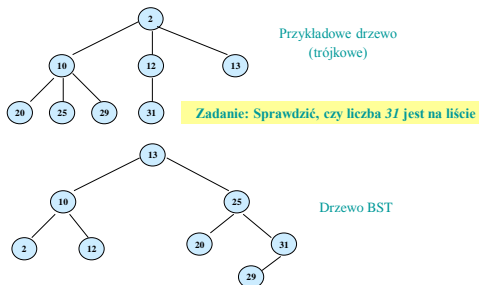 2
Przykładowe drzewo
(trójkowe)
10 12 13
20 25 29 31
Zadanie: Sprawdzić, czy liczba 31 jest na liście
13
10 25
Drzewo BST
2 12 20 31
29